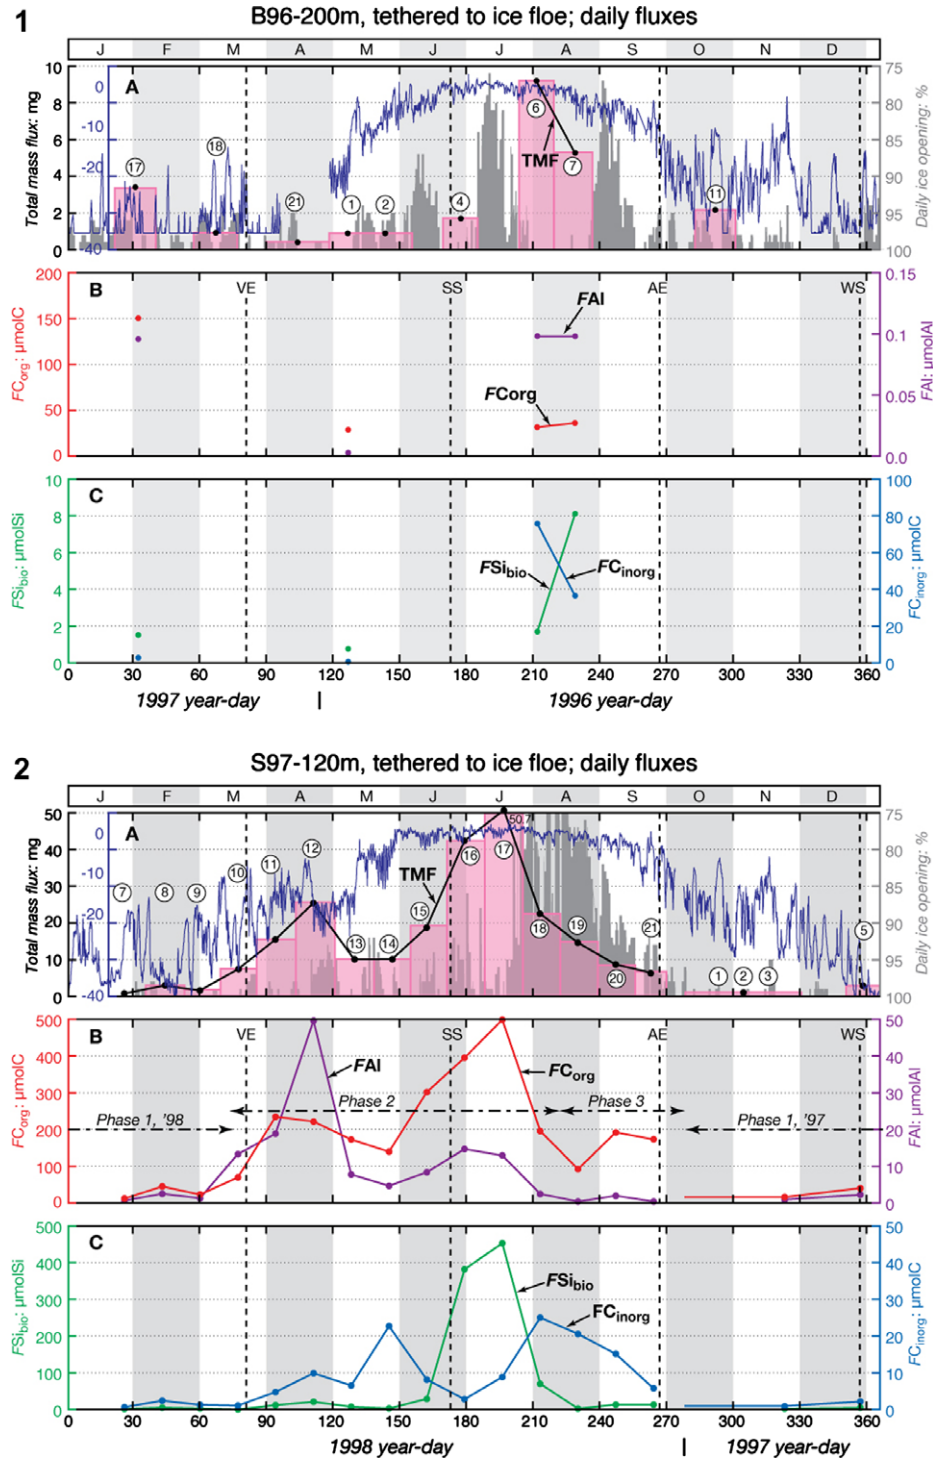 1
B96-200m, tethered to ice floe; daily fluxes
J F M A M J J A S O N D
A
Total mass flux: mg
10 8 6 4 2 0
0 -10 -20 -40
17 18 21 1 2 4 6 7 11
TMF
75 80 85 90 95 100
Daily ice opening: %
B
VE SS AE WS
FCorg: µmolC
200 150 100 50 0
FAl
FCorg
0.15 0.1 0.05 0.0
FAl: µmolAl
C
FSibio: µmolSi
10 8 6 4 2 0
FSibio
FCinorg
100 80 60 40 20 0
FCinorg: µmolC
0 30 60 90 120 150 180 210 240 270 300 330 360
1997 year-day | 1996 year-day
2
S97-120m, tethered to ice floe; daily fluxes
J F M A M J J A S O N D
A
Total mass flux: mg
50 40 30 20 10 0
0 -10 -20 -40
7 8 9 10 11 12 13 14 15 16 17 18 19 20 21 1 2 3 5
TMF
50.7
75 80 85 90 95 100
Daily ice opening: %
B
VE SS AE WS
FCorg: µmolC
500 400 300 200 100 0
FAl
FCorg
Phase 2
Phase 3
Phase 1, '98
Phase 1, '97
50 40 30 20 10 0
FAl: µmolAl
C
FSibio: µmolSi
500 400 300 200 100 0
FSibio
FCinorg
50 40 30 20 10 0
FCinorg: µmolC
0 30 60 90 120 150 180 210 240 270 300 330 360
1998 year-day | 1997 year-day